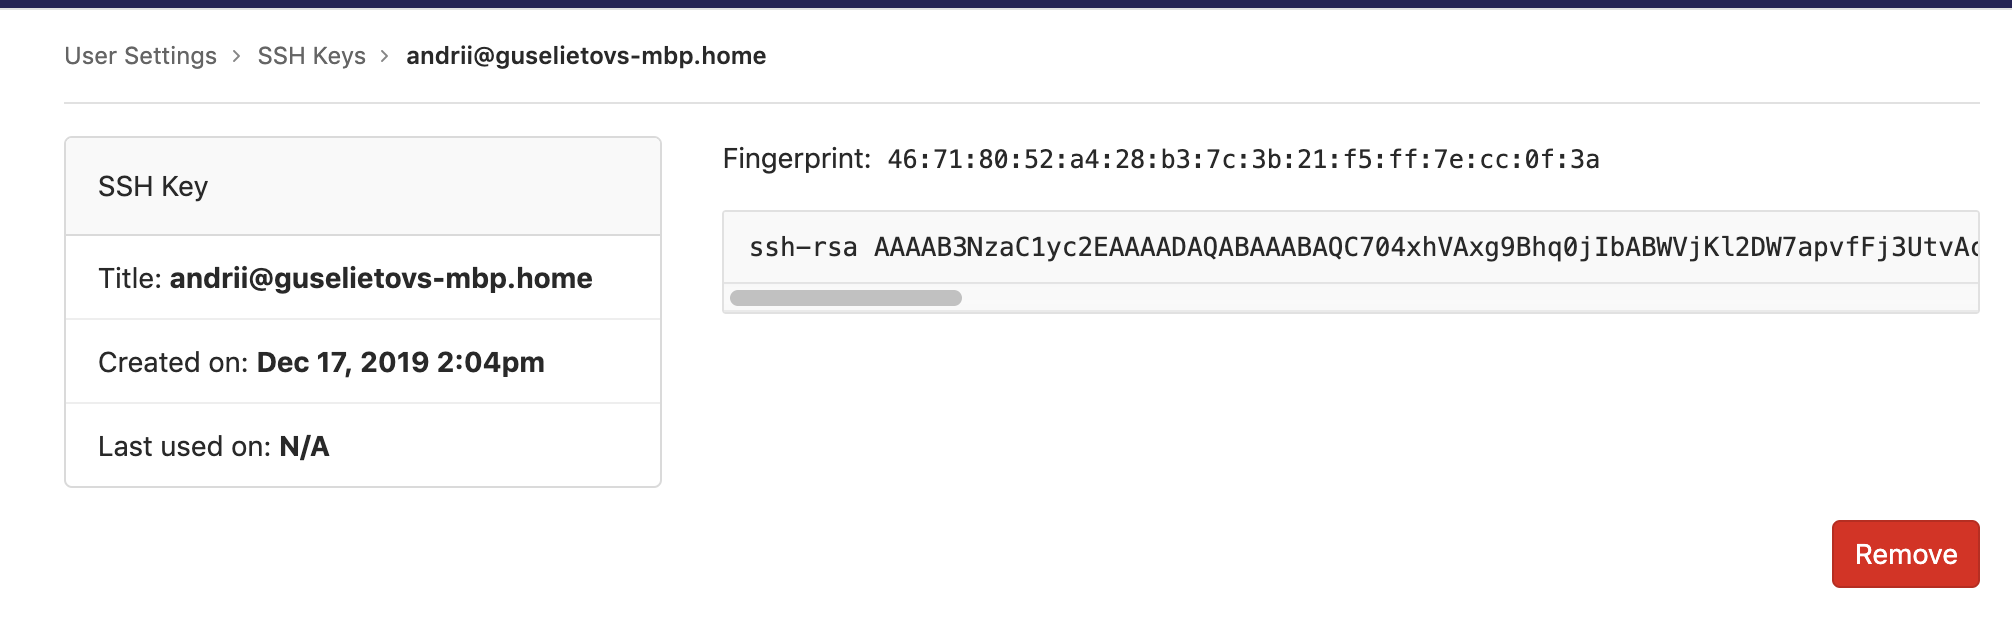 User Settings > SSH Keys > andrii@guselietovs-mbp.home
SSH Key
Title: andrii@guselietovs-mbp.home
Created on: Dec 17, 2019 2:04pm
Last used on: N/A
Fingerprint: 46:71:80:52:a4:28:b3:7c:3b:21:f5:ff:7e:cc:0f:3a
ssh-rsa AAAAB3NzaC1yc2EAAAADAQABAAABAQC704xhVAxg9Bhq0jIbABWVjKl2DW7apvfFj3UtvAc
Remove